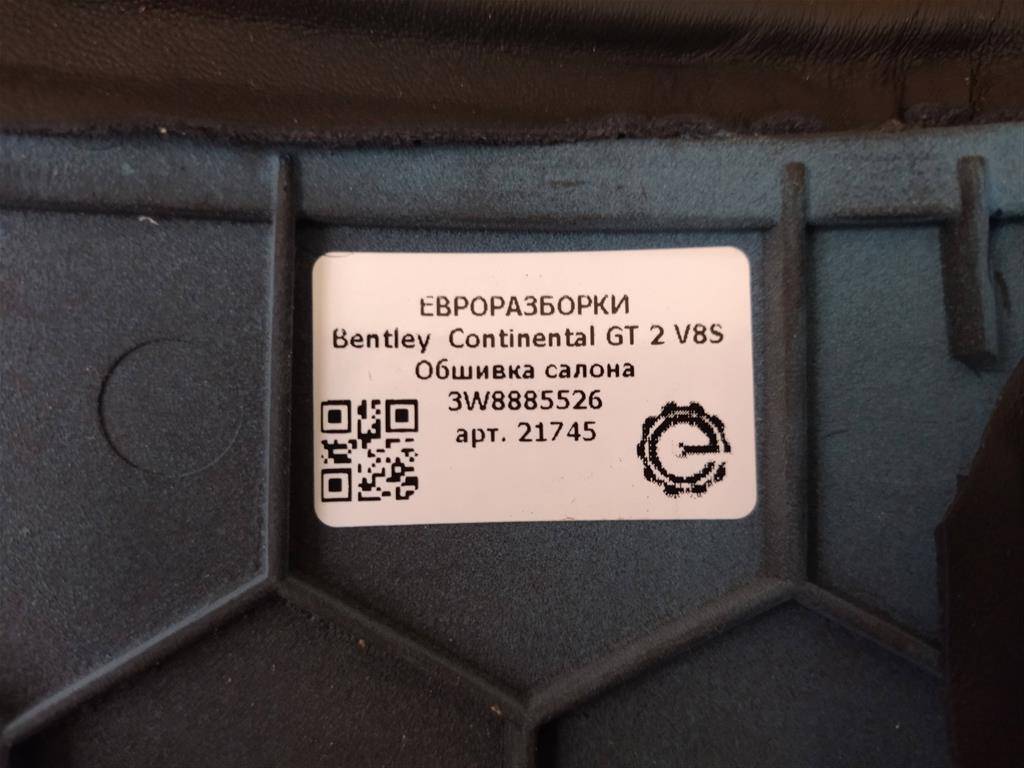 ЕВРОРАЗБОРКИ
Bentley Continental GT 2 V8S
Обшивка салона
3W8885526
арт. 21745